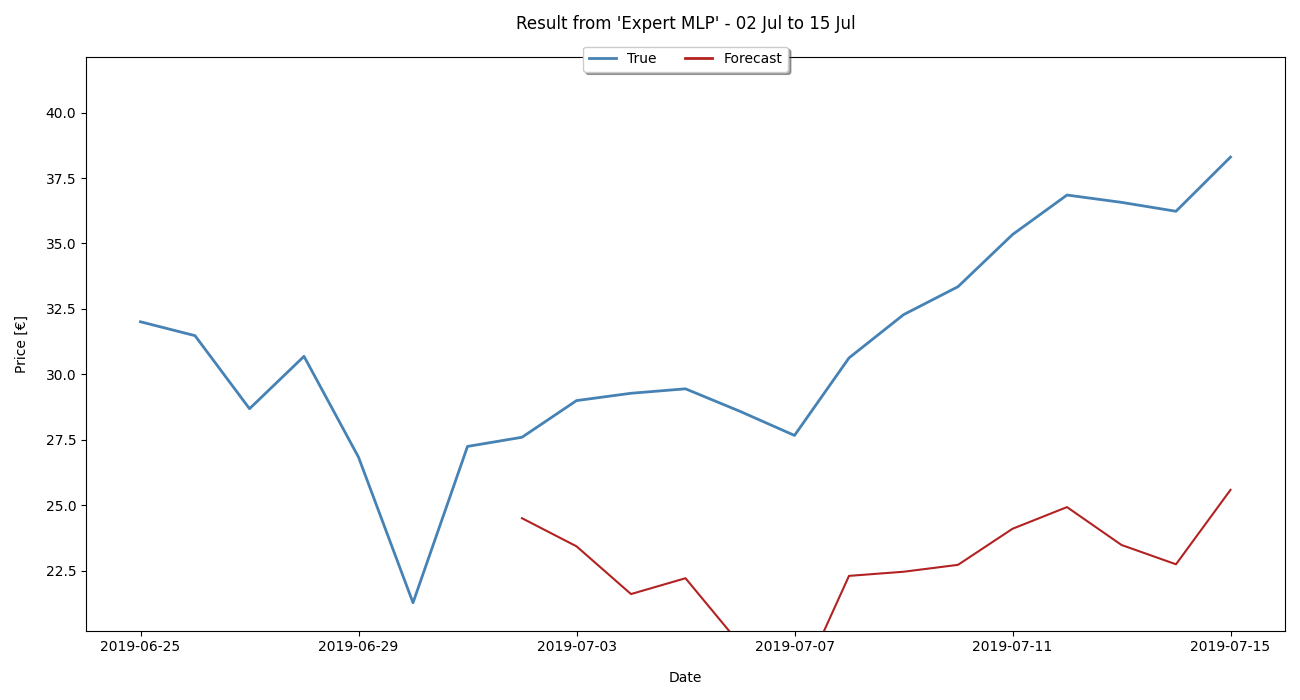 Result from 'Expert MLP' - 02 Jul to 15 Jul
True
Forecast
40.0
37.5
35.0
32.5
30.0
27.5
25.0
22.5
Price [€]
2019-06-25
2019-06-29
2019-07-03
2019-07-07
2019-07-11
2019-07-15
Date